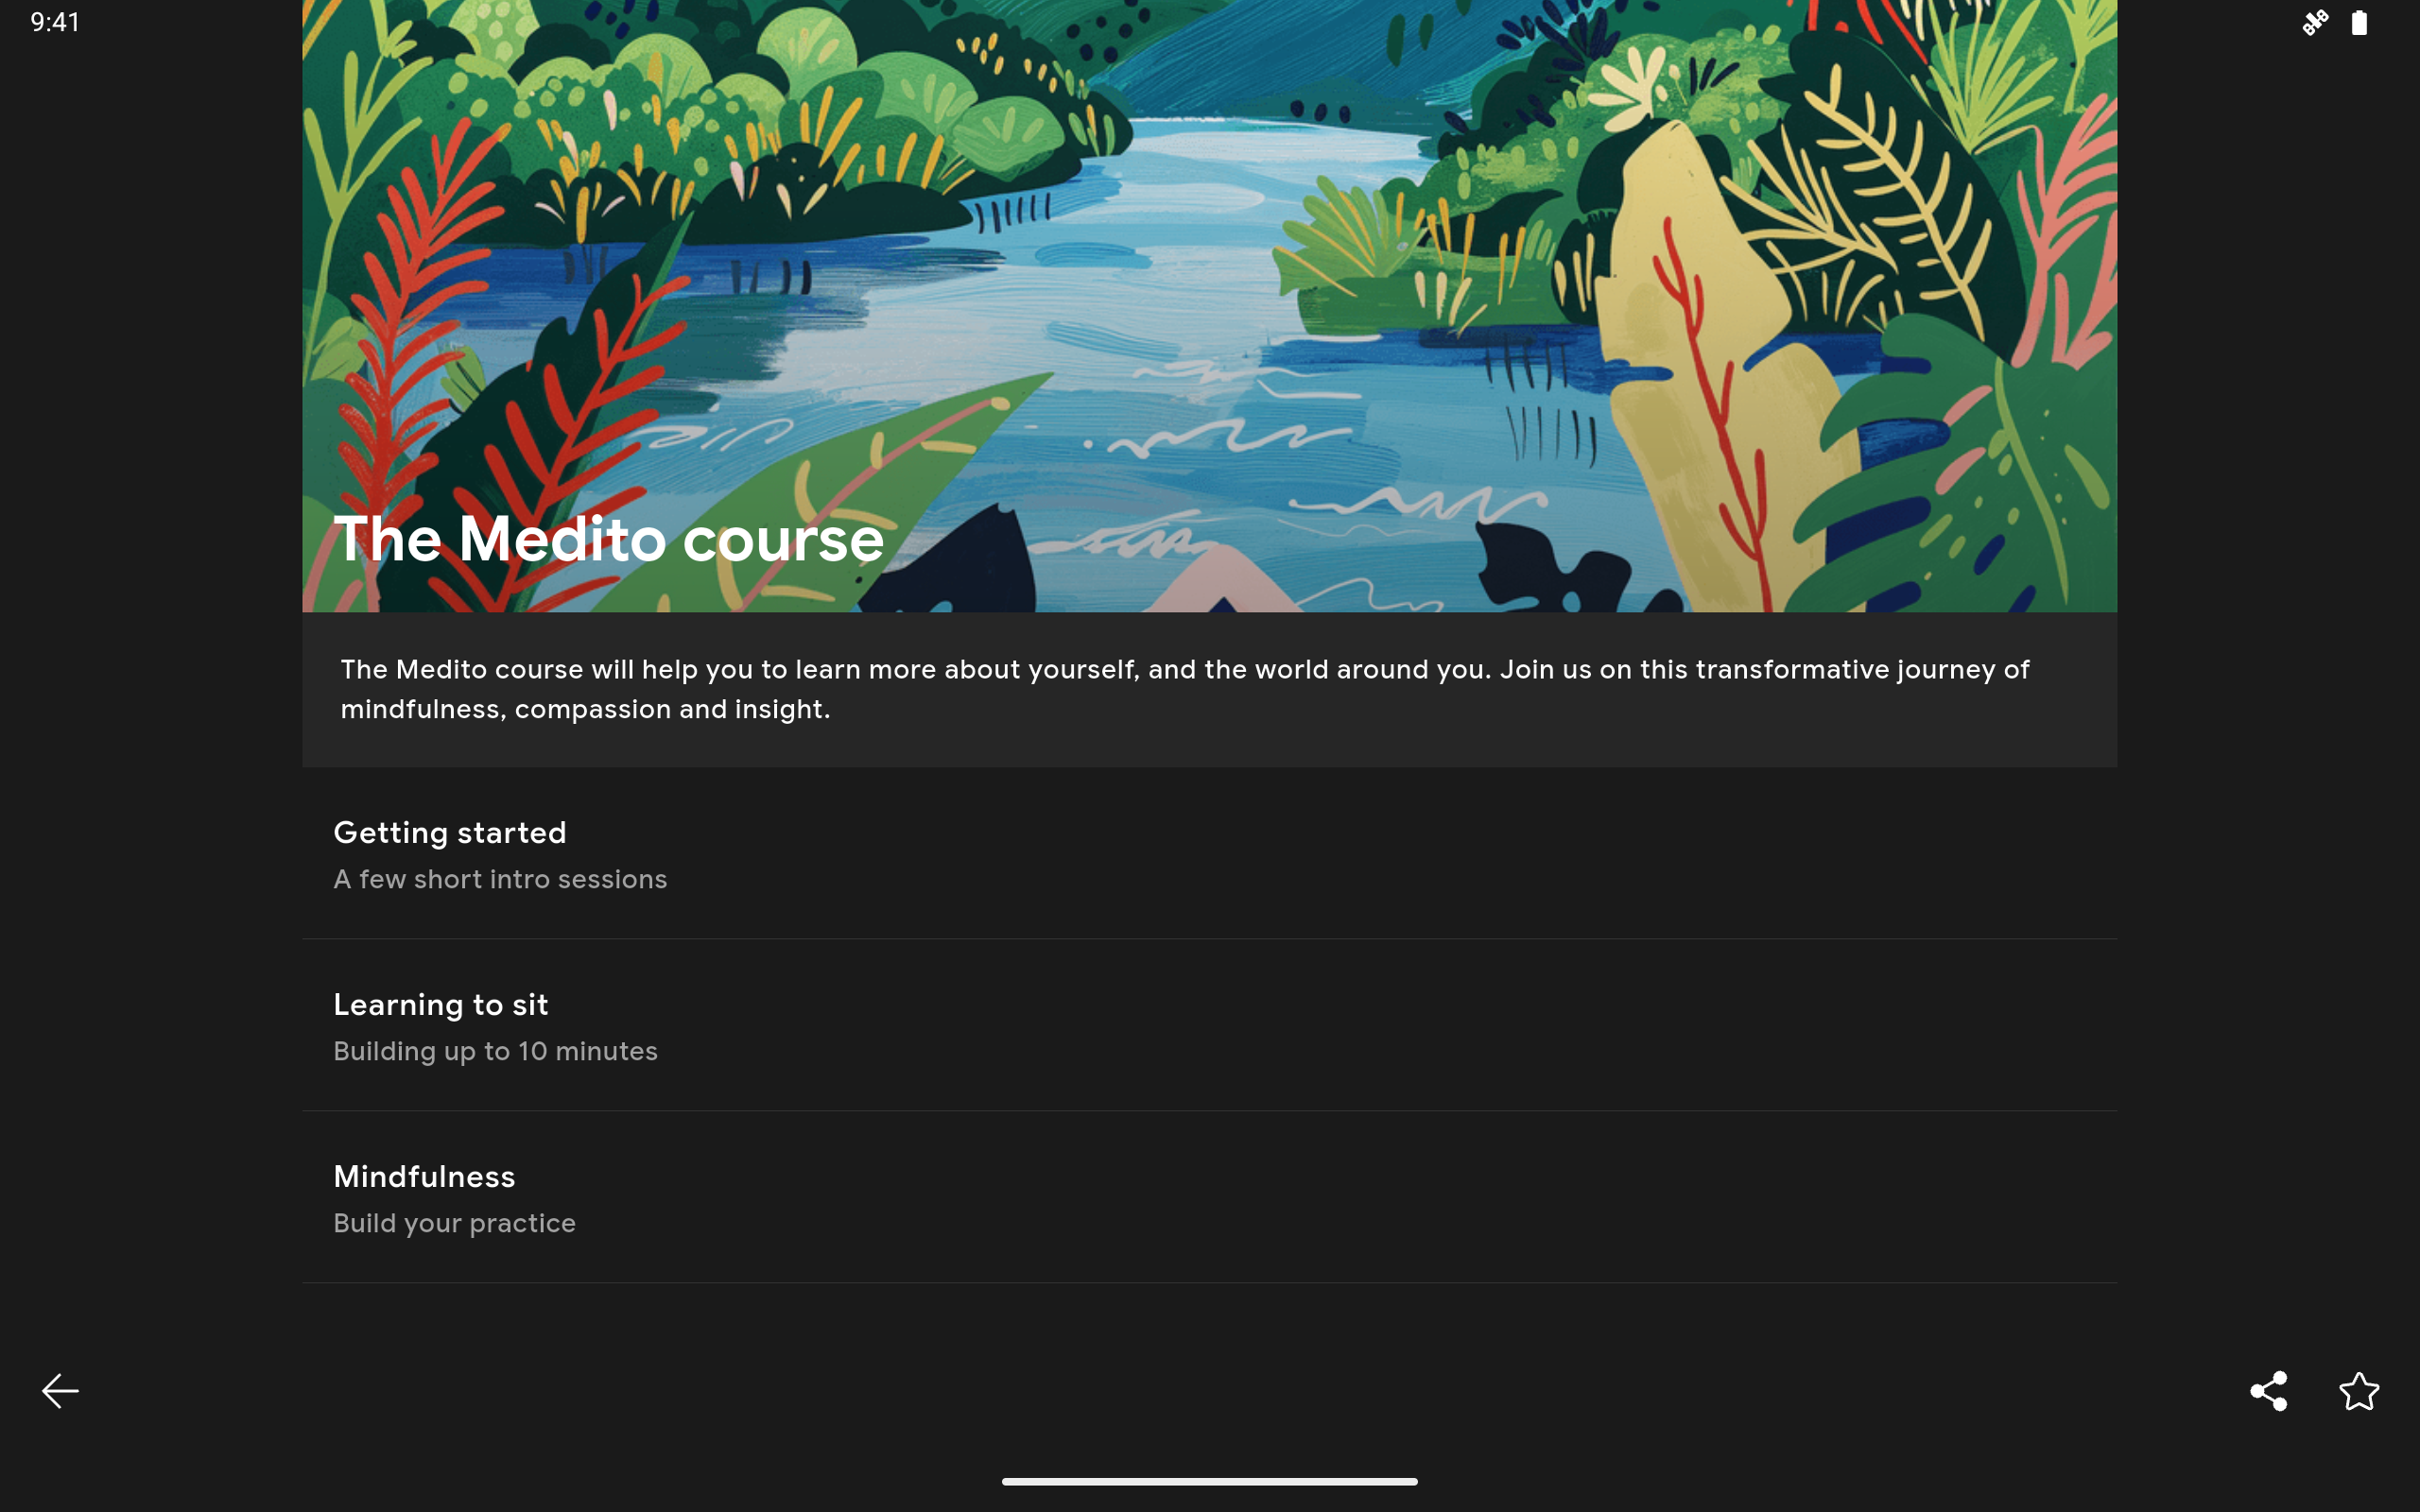 9:41
The Medito course
The Medito course will help you to learn more about yourself, and the world around you. Join us on this transformative journey of
mindfulness, compassion and insight.
Getting started
A few short intro sessions
Learning to sit
Building up to 10 minutes
Mindfulness
Build your practice